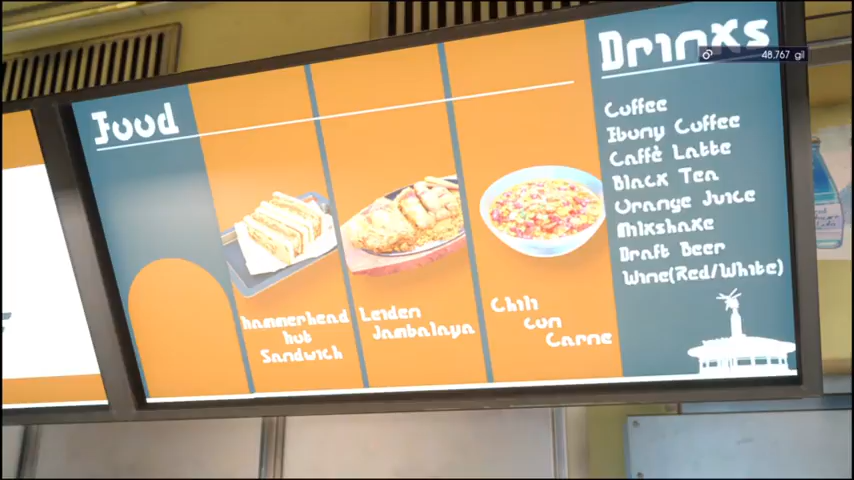 Food
hammerhead
hot
Sandwich
Leiden
Jambalaya
Chili
con
Carne
Drinks
48,767 gil
Coffee
Ebony Coffee
Caffè Latte
Black Tea
Orange Juice
Milkshake
Draft Beer
Wine(Red/White)